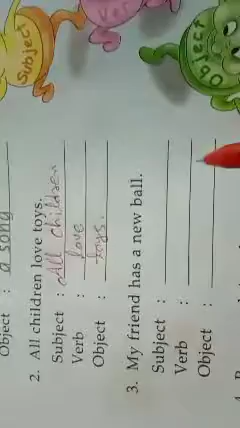 Subject
Ver
Object
Object : a song
2. All children love toys.
Subject : All children
Verb : love
Object : toys.
3. My friend has a new ball.
Subject :
Verb :
Object :